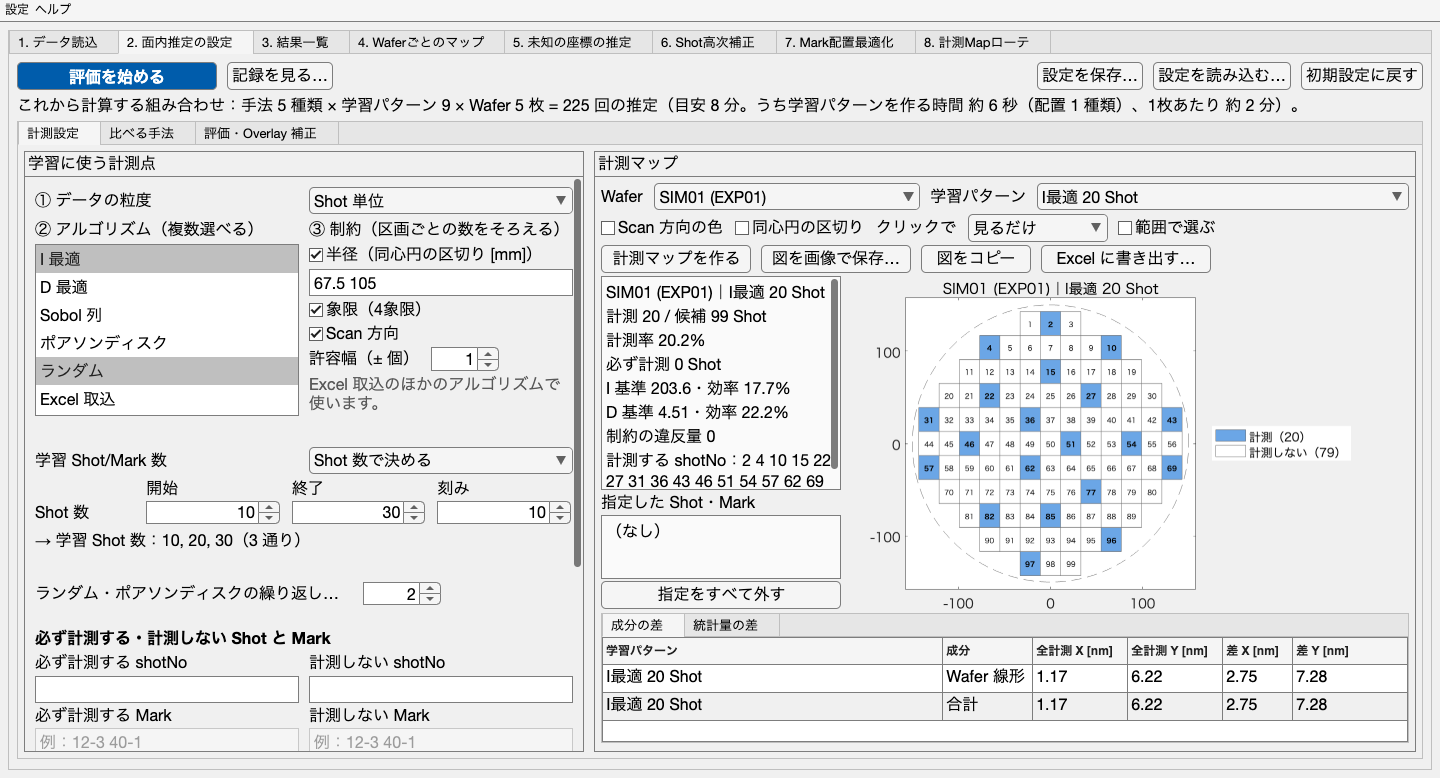 設定 ヘルプ
1. データ読込 2. 面内推定の設定 3. 結果一覧 4. Waferごとのマップ 5. 未知の座標の推定 6. Shot高次補正 7. Mark配置最適化 8. 計測Mapローテ
評価を始める 記録を見る... 設定を保存... 設定を読み込む... 初期設定に戻す
これから計算する組み合わせ：手法 5 種類 × 学習パターン 9 × Wafer 5 枚 = 225 回の推定（目安 8 分。うち学習パターンを作る時間 約 6 秒（配置 1 種類）、1枚あたり 約 2 分）。
計測設定 比べる手法 評価・Overlay 補正
学習に使う計測点
① データの粒度 Shot 単位
② アルゴリズム（複数選べる） ③ 制約（区画ごとの数をそろえる）
I 最適
D 最適
Sobol 列
ポアソンディスク
ランダム
Excel 取込
半径（同心円の区切り [mm]）
67.5 105
象限（4象限）
Scan 方向
許容幅（± 個） 1
Excel 取込のほかのアルゴリズムで
使います。
学習 Shot/Mark 数 Shot 数で決める
開始 終了 刻み
Shot 数 10 30 10
→ 学習 Shot 数：10, 20, 30（3 通り）
ランダム・ポアソンディスクの繰り返し... 2
必ず計測する・計測しない Shot と Mark
必ず計測する shotNo 計測しない shotNo
必ず計測する Mark 計測しない Mark
例：12-3 40-1 例：12-3 40-1
計測マップ
Wafer SIM01 (EXP01) 学習パターン I最適 20 Shot
Scan 方向の色 同心円の区切り クリックで 見るだけ 範囲で選ぶ
計測マップを作る 図を画像で保存... 図をコピー Excel に書き出す...
SIM01 (EXP01)｜I最適 20 Shot
計測 20 / 候補 99 Shot
計測率 20.2%
必ず計測 0 Shot
I 基準 203.6・効率 17.7%
D 基準 4.51・効率 22.2%
制約の違反量 0
計測する shotNo：2 4 10 15 22
27 31 36 43 46 51 54 57 62 69
指定した Shot・Mark
（なし）
指定をすべて外す
SIM01 (EXP01)｜I最適 20 Shot
1 2 3
4 5 6 7 8 9 10
11 12 13 14 15 16 17 18 19
20 21 22 23 24 25 26 27 28 29 30
31 32 33 34 35 36 37 38 39 40 41 42 43
44 45 46 47 48 49 50 51 52 53 54 55 56
57 58 59 60 61 62 63 64 65 66 67 68 69
70 71 72 73 74 75 76 77 78 79 80
81 82 83 84 85 86 87 88 89
90 91 92 93 94 95 96
97 98 99
100
0
-100
-100 0 100
計測（20）
計測しない（79）
成分の差 統計量の差
学習パターン 成分 全計測 X [nm] 全計測 Y [nm] 差 X [nm] 差 Y [nm]
I最適 20 Shot Wafer 線形 1.17 6.22 2.75 7.28
I最適 20 Shot 合計 1.17 6.22 2.75 7.28